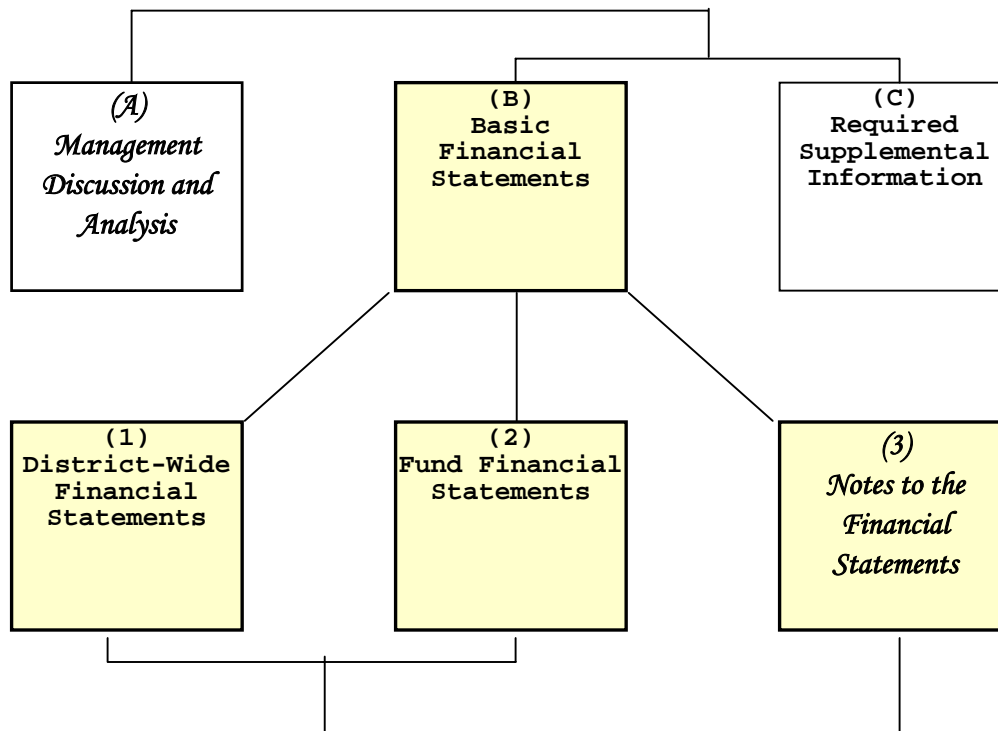 (A)
Management
Discussion and
Analysis
(B)
Basic
Financial
Statements
(C)
Required
Supplemental
Information
(1)
District-Wide
Financial
Statements
(2)
Fund Financial
Statements
(3)
Notes to the
Financial
Statements